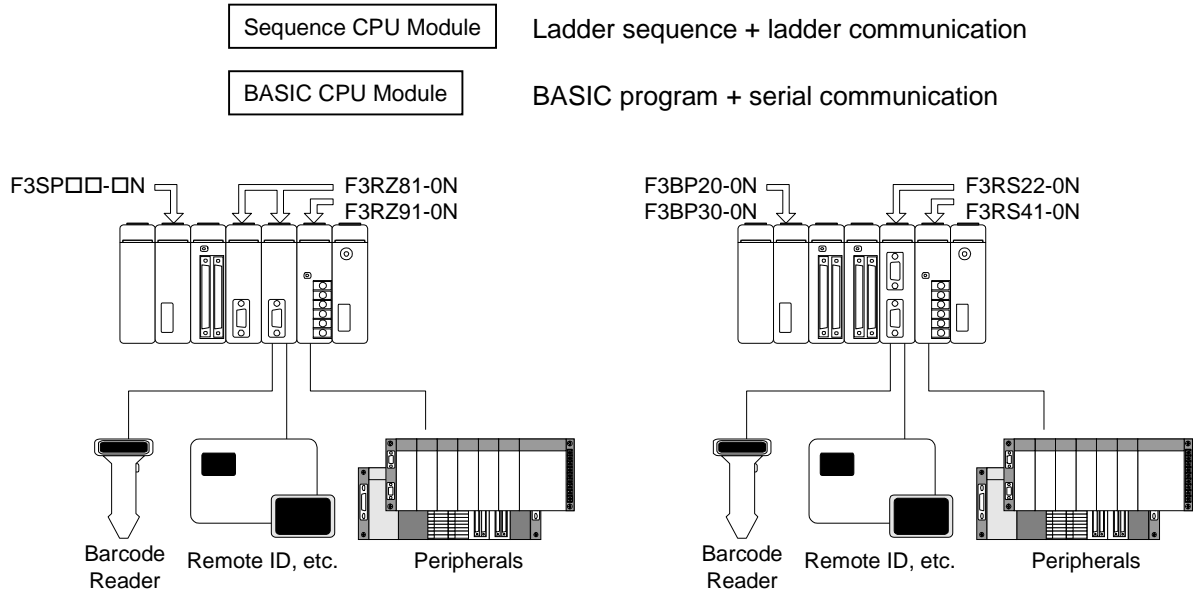 Sequence CPU Module
Ladder sequence + ladder communication
BASIC CPU Module
BASIC program + serial communication
F3SP□□-□N
F3RZ81-0N
F3RZ91-0N
F3BP20-0N
F3BP30-0N
F3RS22-0N
F3RS41-0N
Barcode
Reader
Remote ID, etc.
Peripherals
Barcode
Reader
Remote ID, etc.
Peripherals